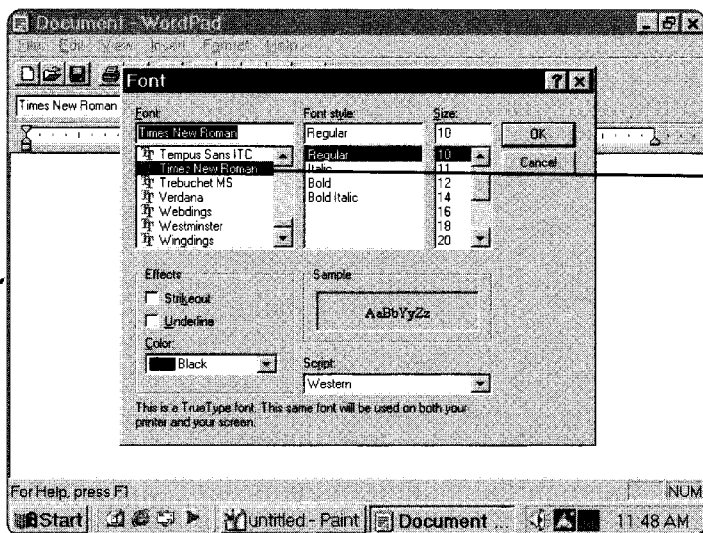 Document - WordPad
File Edit View Insert Format Help
Times New Roman
Font
Font: Font style: Size:
Times New Roman Regular 10 OK
Cancel
Tempus Sans ITC Regular 10
Times New Roman Italic 11
Trebuchet MS Bold 12
Verdana Bold Italic 14
Webdings 16
Westminster 18
Wingdings 20
Effects Sample
Strikeout
Underline
AaBbYyZz
Color:
Black
Script:
Western
This is a TrueType font. This same font will be used on both your
printer and your screen.
For Help, press F1 NUM
Start untitled - Paint Document ... 11:48 AM